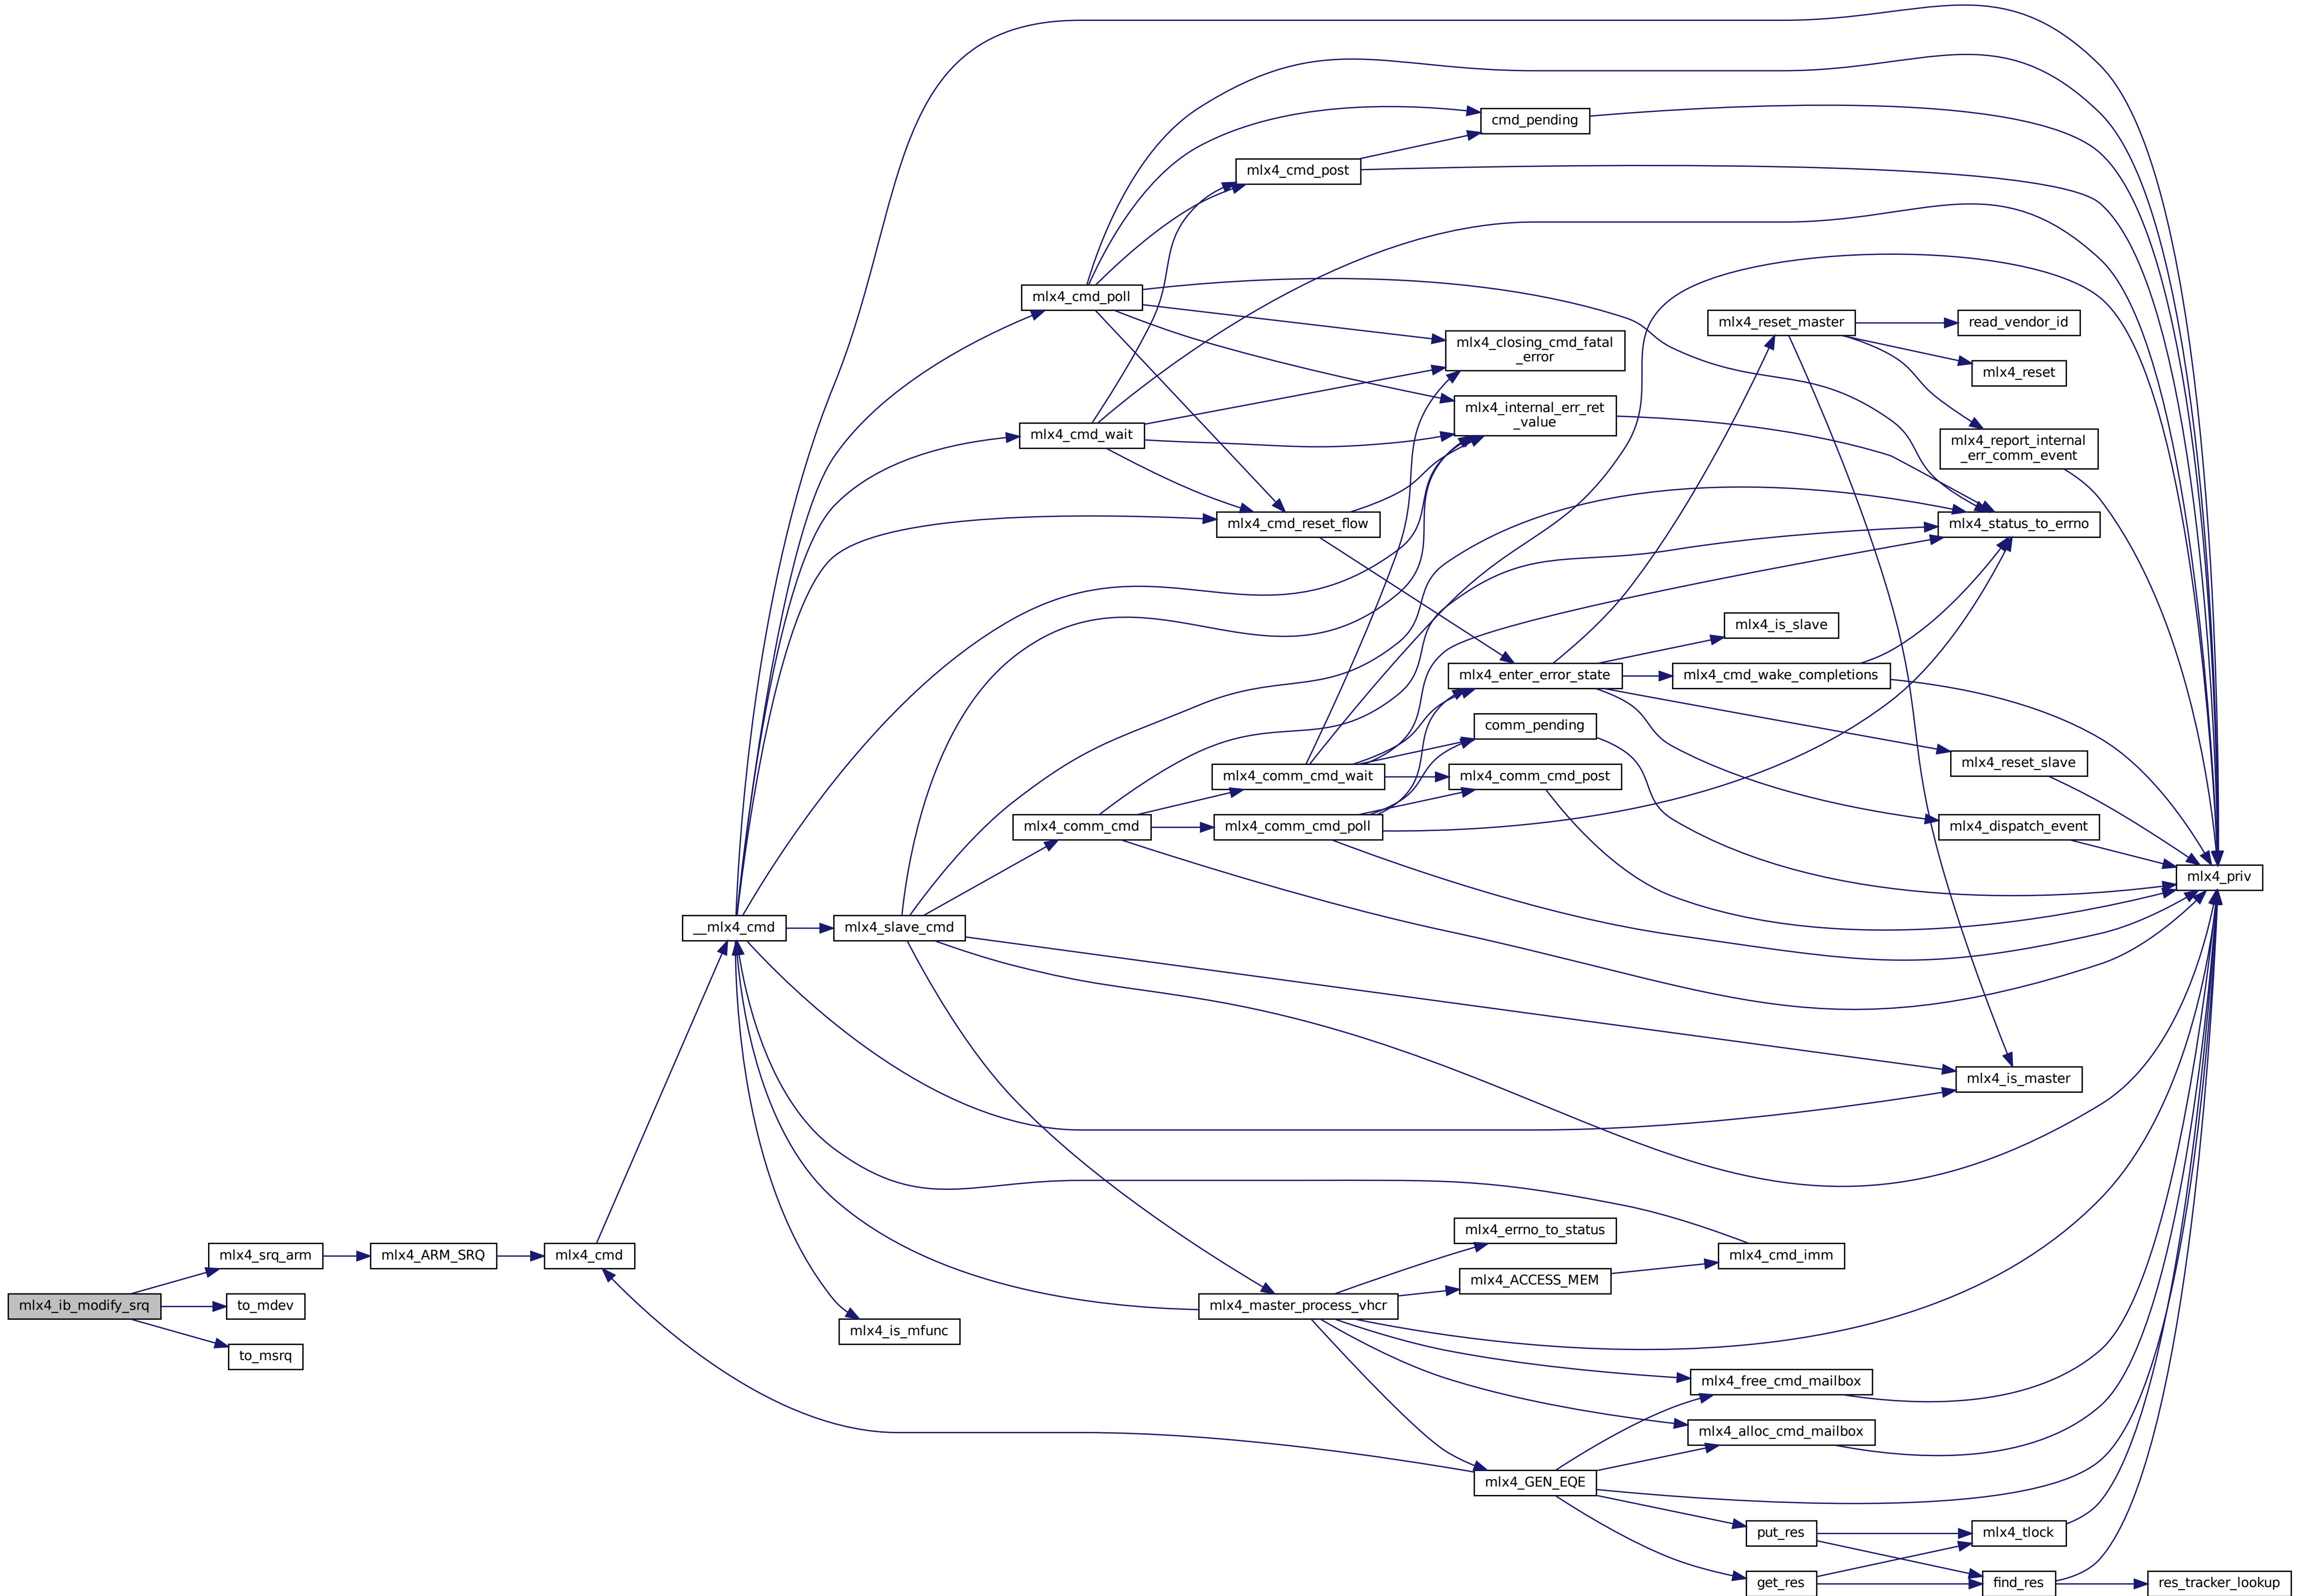 cmd_pending
mlx4_cmd_post
mlx4_cmd_poll
mlx4_reset_master
read_vendor_id
mlx4_closing_cmd_fatal
_error
mlx4_reset
mlx4_internal_err_ret
_value
mlx4_cmd_wait
mlx4_report_internal
_err_comm_event
mlx4_cmd_reset_flow
mlx4_status_to_errno
mlx4_is_slave
mlx4_enter_error_state
mlx4_cmd_wake_completions
comm_pending
mlx4_reset_slave
mlx4_comm_cmd_wait
mlx4_comm_cmd_post
mlx4_comm_cmd
mlx4_comm_cmd_poll
mlx4_dispatch_event
mlx4_priv
__mlx4_cmd
mlx4_slave_cmd
mlx4_is_master
mlx4_errno_to_status
mlx4_srq_arm
mlx4_ARM_SRQ
mlx4_cmd
mlx4_cmd_imm
mlx4_ACCESS_MEM
mlx4_ib_modify_srq
to_mdev
mlx4_master_process_vhcr
mlx4_is_mfunc
to_msrq
mlx4_free_cmd_mailbox
mlx4_alloc_cmd_mailbox
mlx4_GEN_EQE
put_res
mlx4_tlock
get_res
find_res
res_tracker_lookup